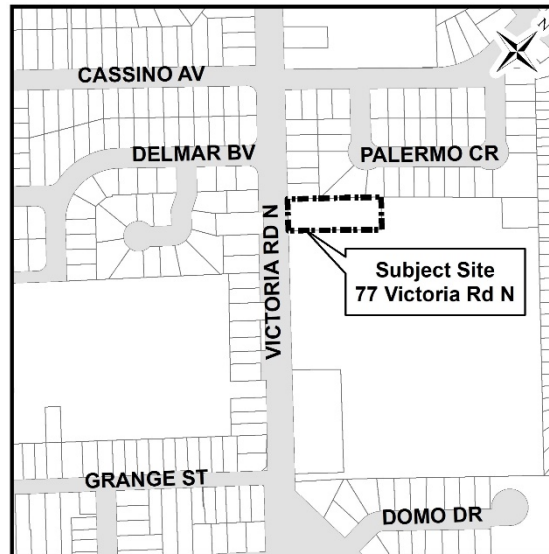 N
CASSINO AV
DELMAR BV
PALERMO CR
VICTORIA RD N
Subject Site
77 Victoria Rd N
GRANGE ST
DOMO DR